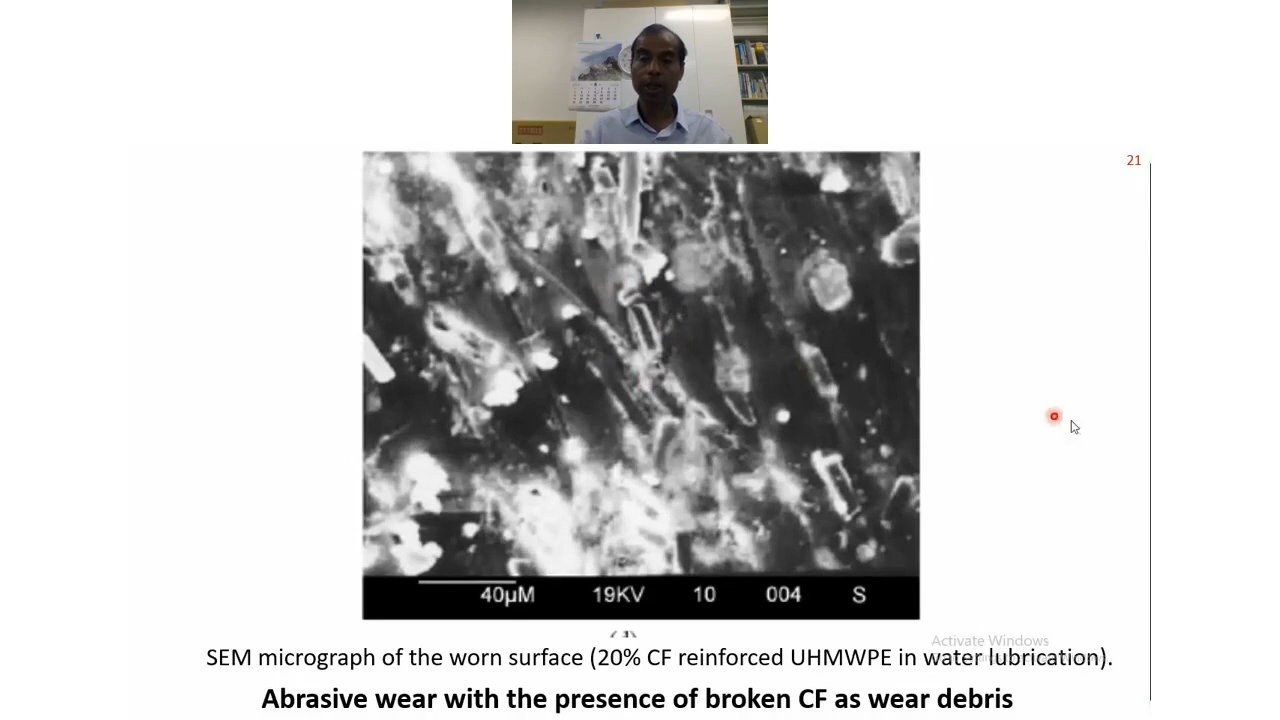 21
40µM 19KV 10 004 S
(d)
Activate Windows
SEM micrograph of the worn surface (20% CF reinforced UHMWPE in water lubrication).
Abrasive wear with the presence of broken CF as wear debris